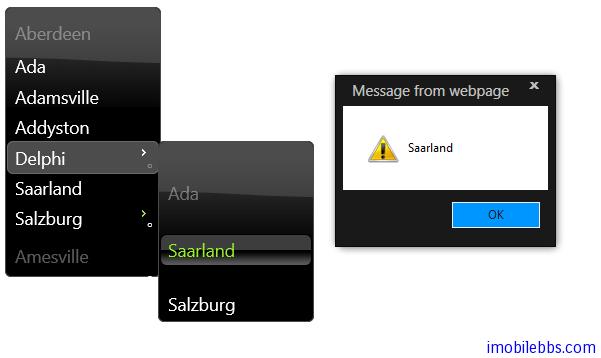 Aberdeen
Ada
Adamsville
Addyston
Delphi
Saarland
Salzburg
Amesville
Ada
Saarland
Salzburg
Message from webpage
x
Saarland
OK
imobilebbs.com